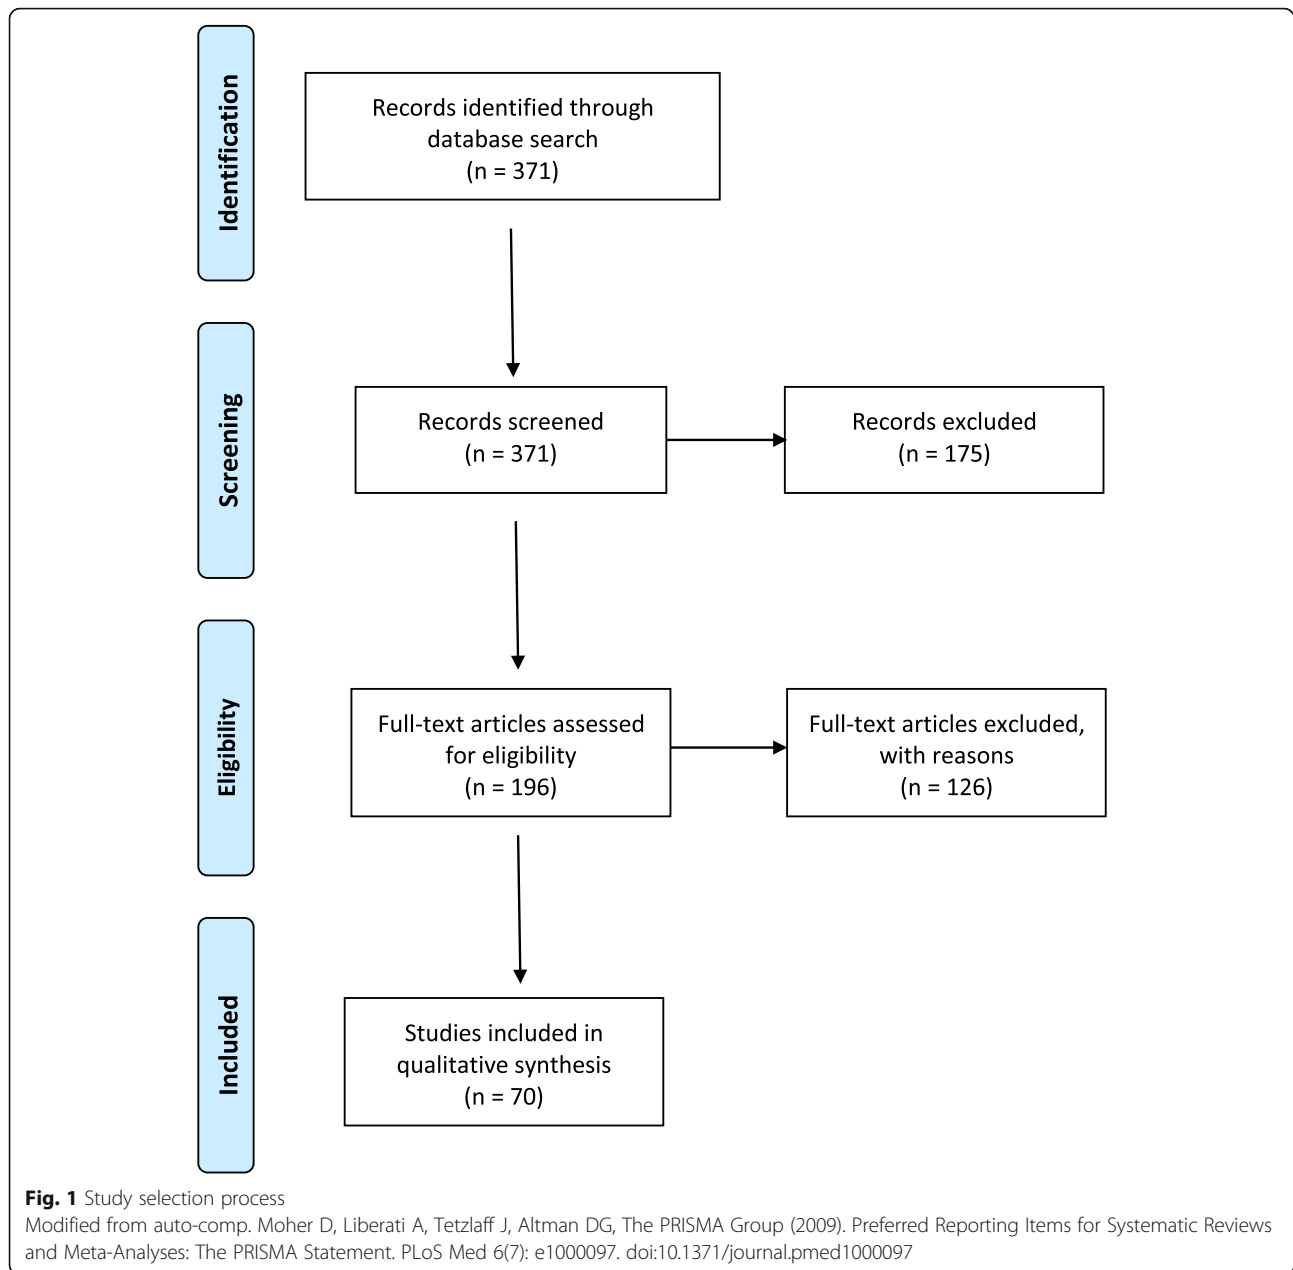 Identification
Records identified through
database search
(n = 371)
Screening
Records screened
(n = 371)
Records excluded
(n = 175)
Eligibility
Full-text articles assessed
for eligibility
(n = 196)
Full-text articles excluded,
with reasons
(n = 126)
Included
Studies included in
qualitative synthesis
(n = 70)
Fig. 1 Study selection process
Modified from auto-comp. Moher D, Liberati A, Tetzlaff J, Altman DG, The PRISMA Group (2009). Preferred Reporting Items for Systematic Reviews
and Meta-Analyses: The PRISMA Statement. PLoS Med 6(7): e1000097. doi:10.1371/journal.pmed1000097